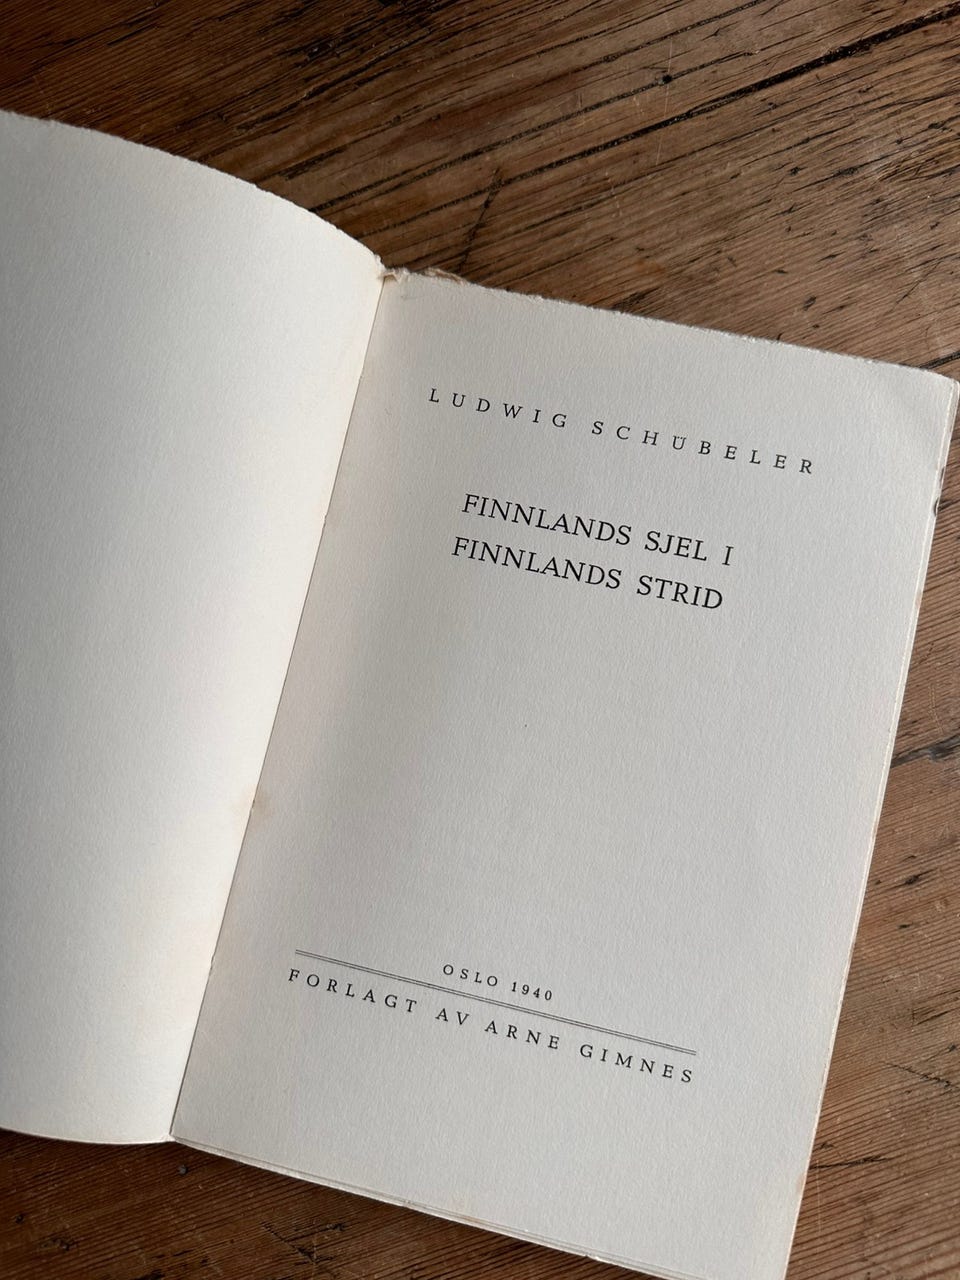 LUDWIG SCHÜBELER
FINNLANDS SJEL I
FINNLANDS STRID
OSLO 1940
FORLAGT AV ARNE GIMNES